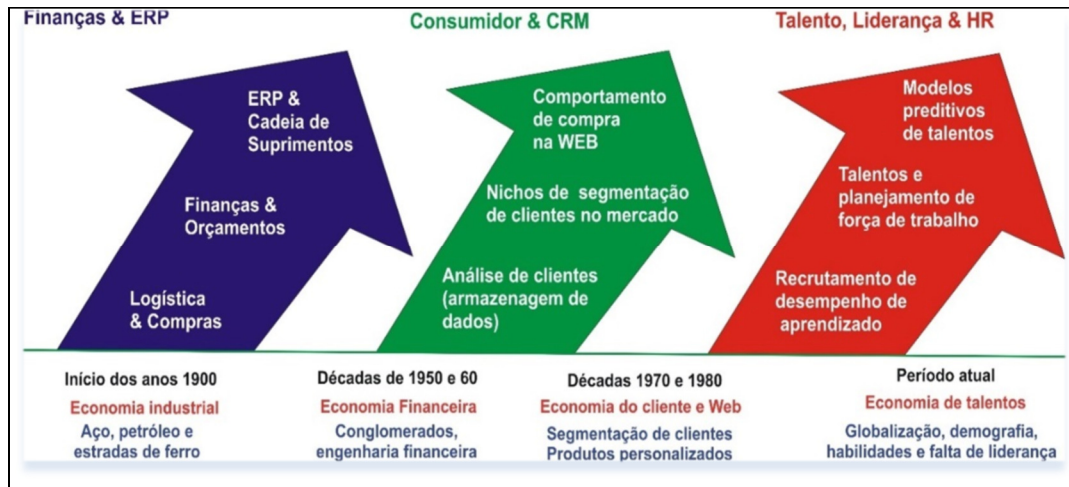 Finanças & ERP
Consumidor & CRM
Talento, Liderança & HR
ERP &
Cadeia de
Suprimentos
Finanças &
Orçamentos
Logística
& Compras
Comportamento
de compra
na WEB
Nichos de segmentação
de clientes no mercado
Análise de clientes
(armazenagem de
dados)
Modelos
preditivos
de talentos
Talentos e
planejamento de
força de trabalho
Recrutamento de
desempenho de
aprendizado
Início dos anos 1900
Economia industrial
Aço, petróleo e
estradas de ferro
Décadas de 1950 e 60
Economia Financeira
Conglomerados,
engenharia financeira
Décadas 1970 e 1980
Economia do cliente e Web
Segmentação de clientes
Produtos personalizados
Período atual
Economia de talentos
Globalização, demografia,
habilidades e falta de liderança